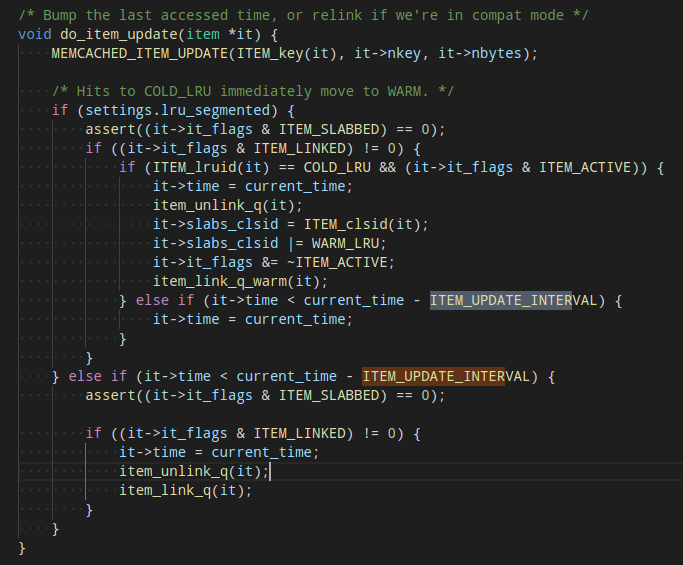 /* Bump the last accessed time, or relink if we're in compat mode */
void do_item_update(item *it) {
    MEMCACHED_ITEM_UPDATE(ITEM_key(it), it->nkey, it->nbytes);

    /* Hits to COLD_LRU immediately move to WARM. */
    if (settings.lru_segmented) {
        assert((it->it_flags & ITEM_SLABBED) == 0);
        if ((it->it_flags & ITEM_LINKED) != 0) {
            if (ITEM_lruid(it) == COLD_LRU && (it->it_flags & ITEM_ACTIVE)) {
                it->time = current_time;
                item_unlink_q(it);
                it->slabs_clsid = ITEM_clsid(it);
                it->slabs_clsid |= WARM_LRU;
                it->it_flags &= ~ITEM_ACTIVE;
                item_link_q_warm(it);
            } else if (it->time < current_time - ITEM_UPDATE_INTERVAL) {
                it->time = current_time;
            }
        }
    } else if (it->time < current_time - ITEM_UPDATE_INTERVAL) {
        assert((it->it_flags & ITEM_SLABBED) == 0);

        if ((it->it_flags & ITEM_LINKED) != 0) {
            it->time = current_time;
            item_unlink_q(it);
            item_link_q(it);
        }
    }
}